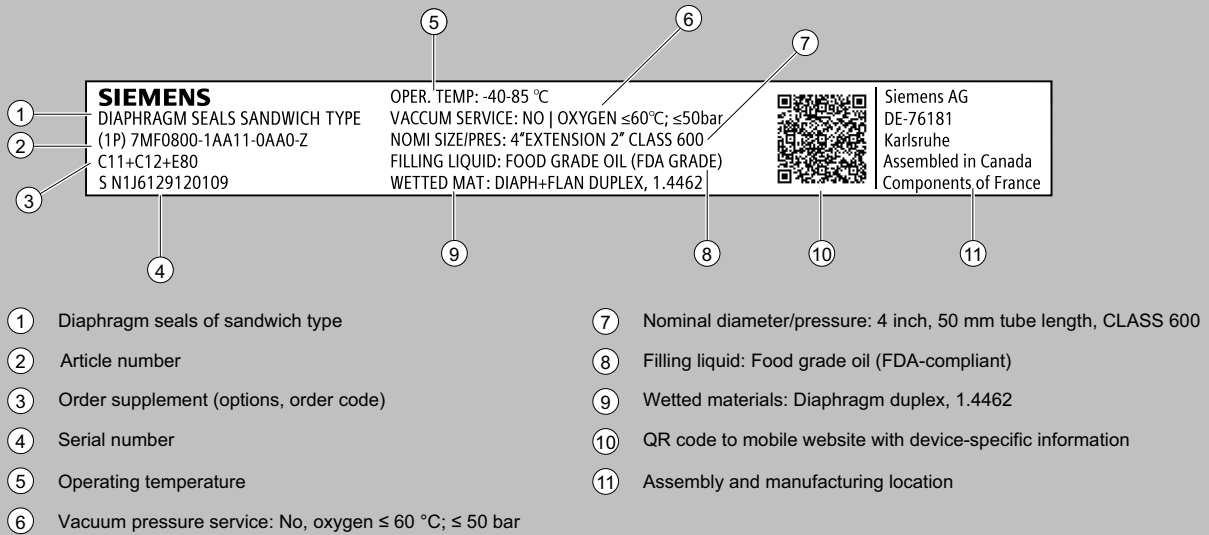 ⑤
⑥
⑦
①
②
③
SIEMENS
DIAPHRAGM SEALS SANDWICH TYPE
(1P) 7MF0800-1AA11-0AA0-Z
C11+C12+E80
S N1J6129120109
OPER. TEMP: -40-85 °C
VACCUM SERVICE: NO | OXYGEN ≤60°C; ≤50bar
NOMI SIZE/PRES: 4"EXTENSION 2" CLASS 600
FILLING LIQUID: FOOD GRADE OIL (FDA GRADE)
WETTED MAT: DIAPH+FLAN DUPLEX, 1.4462
Siemens AG
DE-76181
Karlsruhe
Assembled in Canada
Components of France
④
⑨
⑧
⑩
⑪
① Diaphragm seals of sandwich type
② Article number
③ Order supplement (options, order code)
④ Serial number
⑤ Operating temperature
⑥ Vacuum pressure service: No, oxygen ≤ 60 °C; ≤ 50 bar
⑦ Nominal diameter/pressure: 4 inch, 50 mm tube length, CLASS 600
⑧ Filling liquid: Food grade oil (FDA-compliant)
⑨ Wetted materials: Diaphragm duplex, 1.4462
⑩ QR code to mobile website with device-specific information
⑪ Assembly and manufacturing location